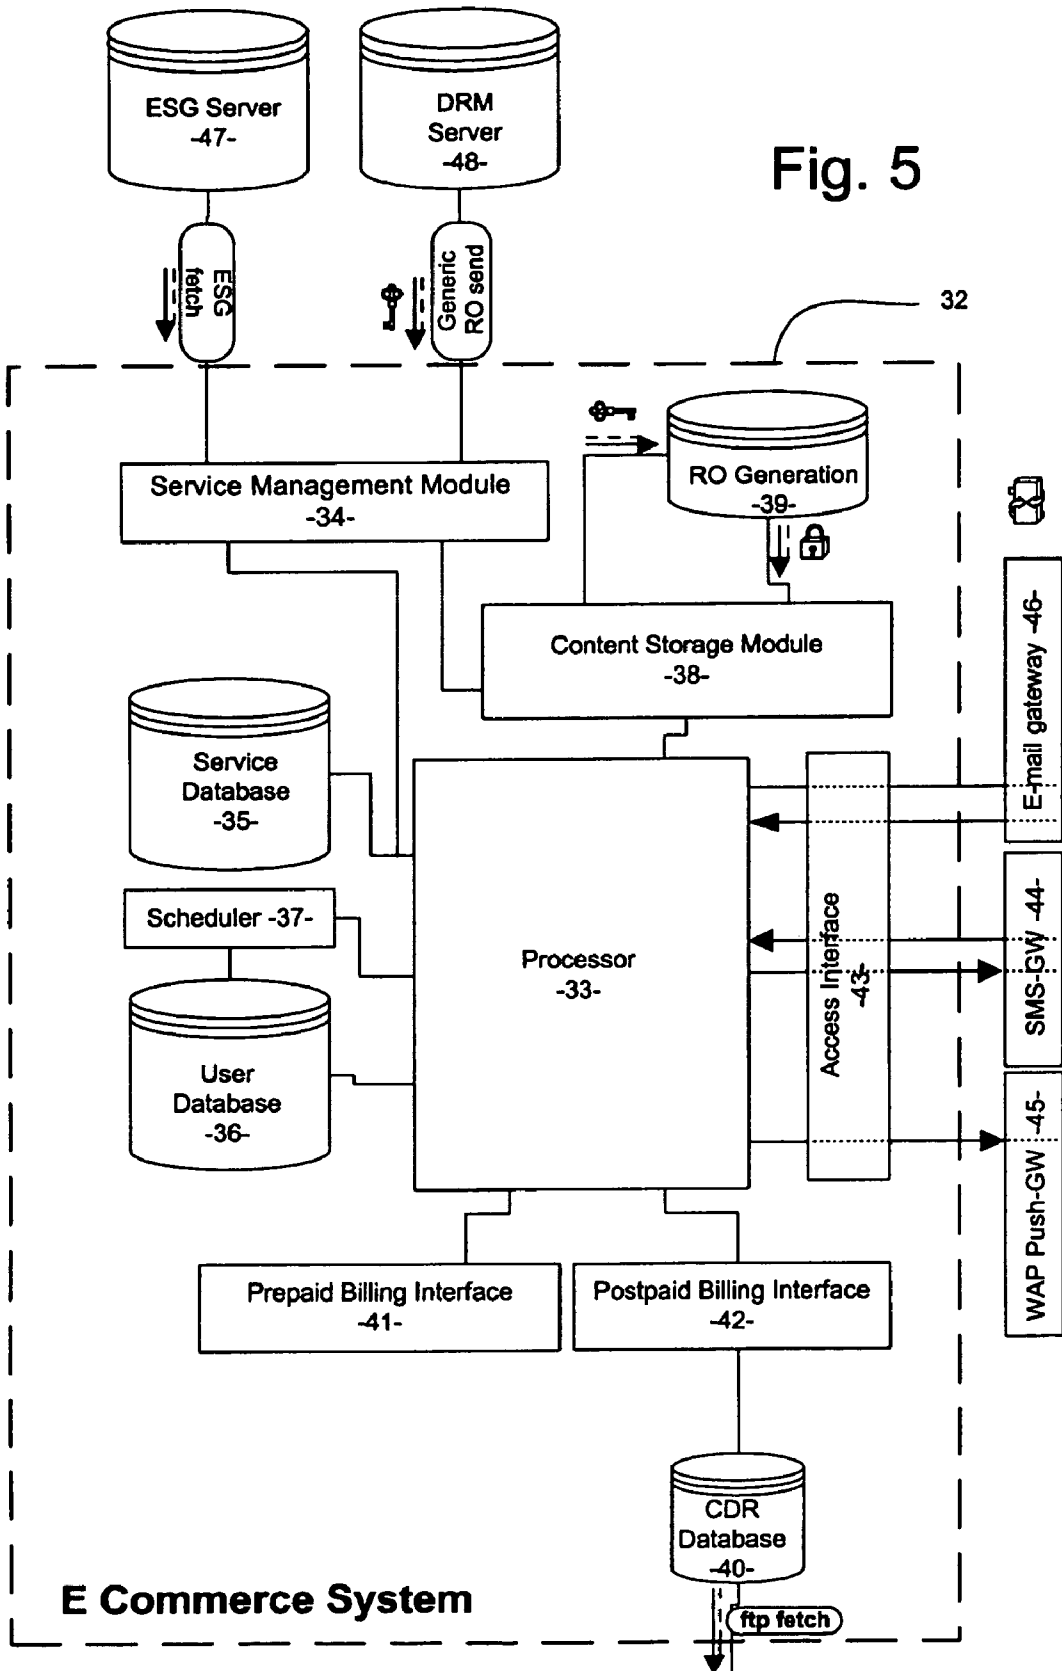 ESG Server
-47-
DRM
Server
-48-
Fig. 5
ESG
fetch
Generic
RO send
32
RO Generation
-39-
Service Management Module
-34-
Content Storage Module
-38-
E-mail gateway -46-
Service
Database
-35-
Scheduler -37-
Processor
-33-
Access Interface
-43-
SMS-GW -44-
User
Database
-36-
WAP Push-GW -45-
Prepaid Billing Interface
-41-
Postpaid Billing Interface
-42-
CDR
Database
-40-
E Commerce System
ftp fetch